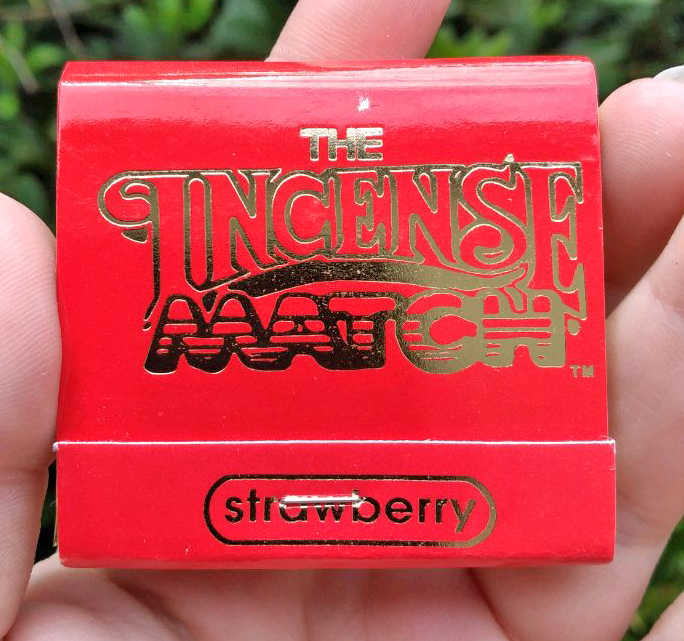 THE
INCENSE
MATCH
TM
strawberry